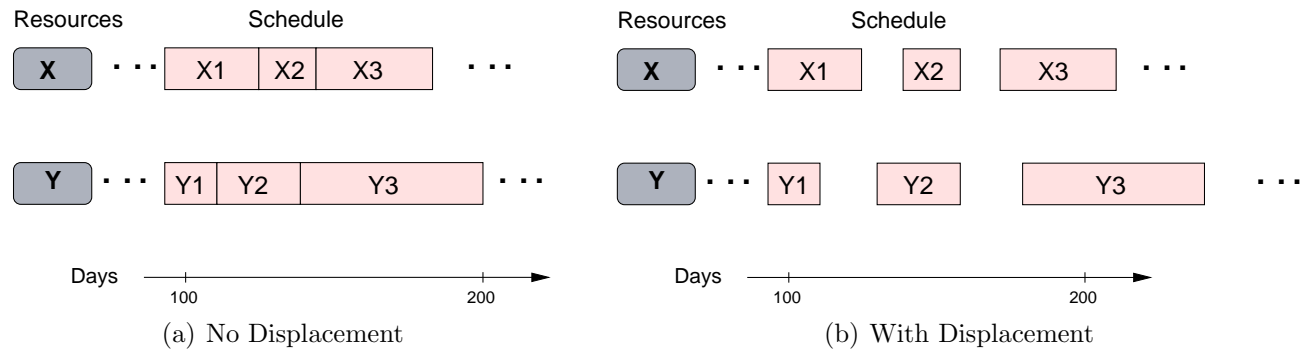 Resources Schedule
X ... X1 X2 X3 ...
Y ... Y1 Y2 Y3 ...
Days
100 200
(a) No Displacement
Resources Schedule
X ... X1 X2 X3 ...
Y ... Y1 Y2 Y3 ...
Days
100 200
(b) With Displacement